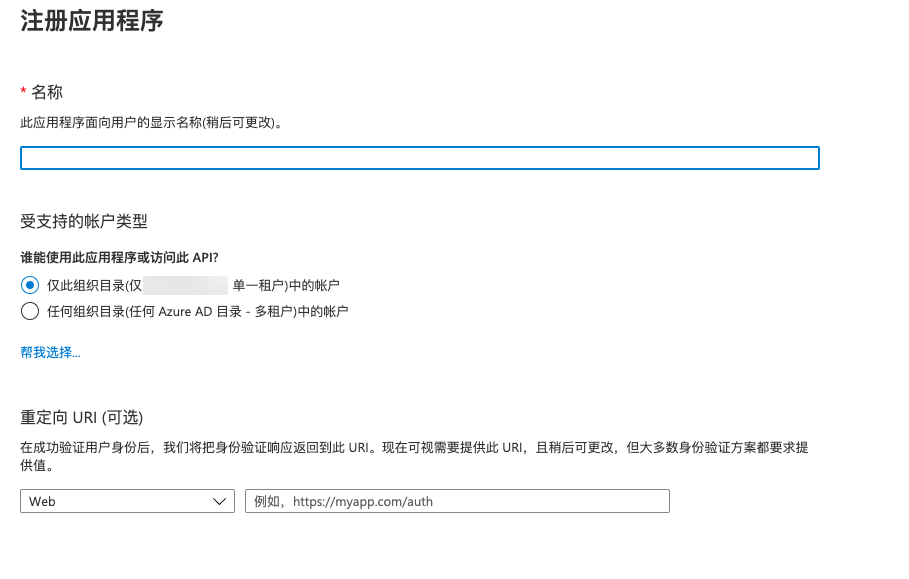 注册应用程序
* 名称
此应用程序面向用户的显示名称(稍后可更改)。
受支持的帐户类型
谁能使用此应用程序或访问此 API?
仅此组织目录(仅 单一租户)中的帐户
任何组织目录(任何 Azure AD 目录 - 多租户)中的帐户
帮我选择...
重定向 URI (可选)
在成功验证用户身份后，我们将把身份验证响应返回到此 URI。现在可视需要提供此 URI，且稍后可更改，但大多数身份验证方案都要求提
供值。
Web
例如，https://myapp.com/auth